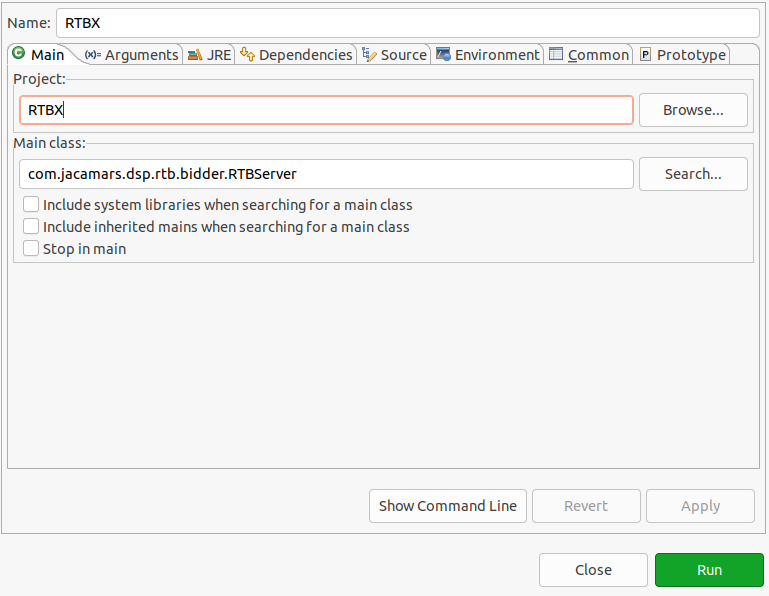 Name: RTBX
Main (x)= Arguments JRE Dependencies Source Environment Common P Prototype
Project:
RTBX Browse...
Main class:
com.jacamars.dsp.rtb.bidder.RTBServer Search...
Include system libraries when searching for a main class
Include inherited mains when searching for a main class
Stop in main
Show Command Line Revert Apply
Close Run